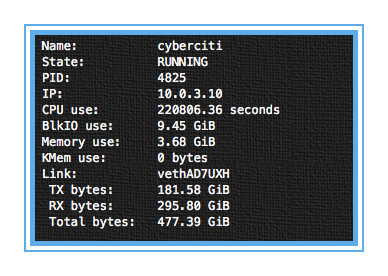 Name: cyberciti
State: RUNNING
PID: 4825
IP: 10.0.3.10
CPU use: 220806.36 seconds
BlkIO use: 9.45 GiB
Memory use: 3.68 GiB
KMem use: 0 bytes
Link: vethAD7UXH
TX bytes: 181.58 GiB
RX bytes: 295.80 GiB
Total bytes: 477.39 GiB